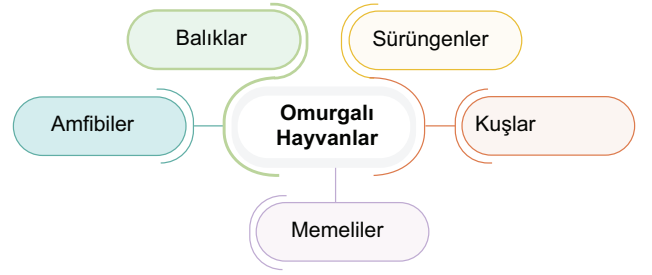 Balıklar
Sürüngenler
Amfibiler
Omurgalı
Hayvanlar
Kuşlar
Memeliler